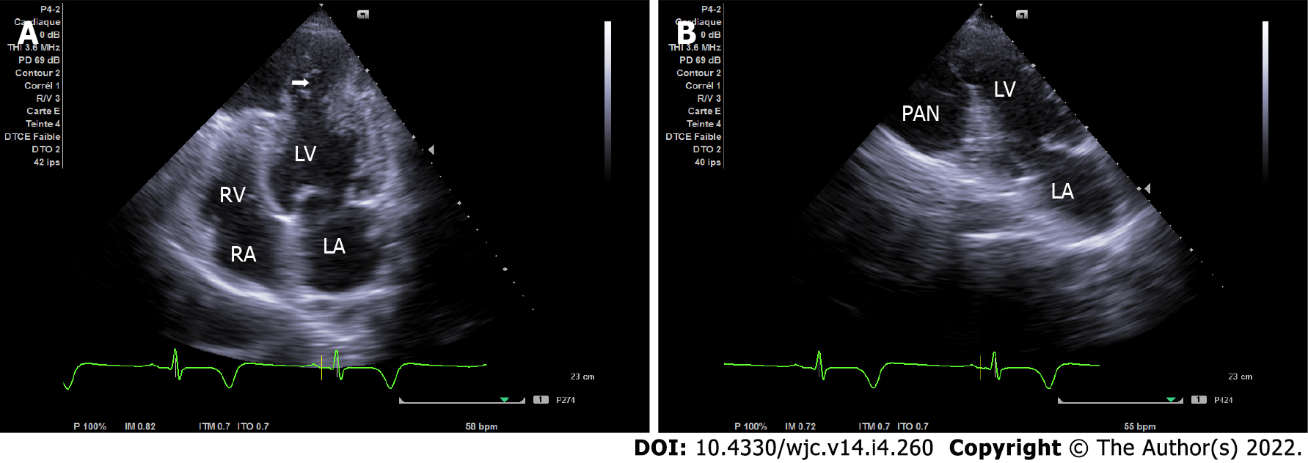 A
P4-2
Cardiaque
0 dB
THI 3.6 MHz
PD 69 dB
Contour 2
Corrél 1
R/V 3
Carte E
Teinte 4
DTCE Faible
DTO 2
42 ips
LV
RV
RA
LA
23 cm
1 P274
P 100% IM 0.82 ITM 0.7 ITO 0.7 58 bpm
B
P4-2
Cardiaque
0 dB
THI 3.6 MHz
PD 69 dB
Contour 2
Corrél 1
R/V 3
Carte E
Teinte 4
DTCE Faible
DTO 2
40 ips
LV
PAN
LA
23 cm
1 P424
P 100% IM 0.72 ITM 0.7 ITO 0.7 55 bpm
DOI: 10.4330/wjc.v14.i4.260 Copyright © The Author(s) 2022.